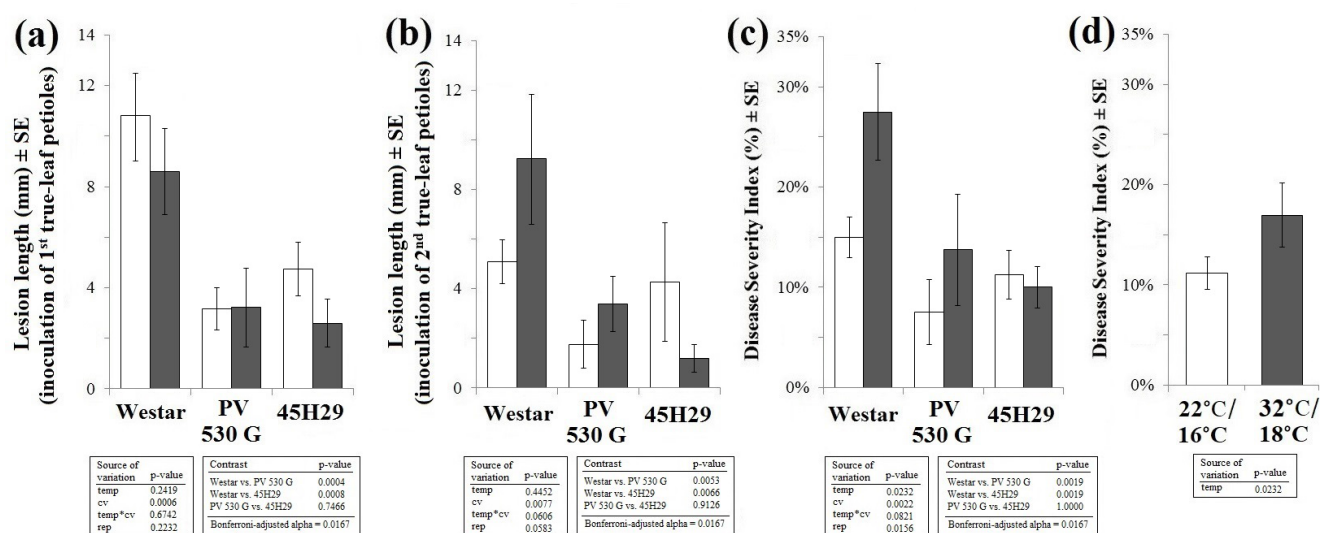 (a)
Lesion length (mm) ± SE
(inoculation of 1st true-leaf petioles)
14
12
8
4
0
Westar
PV
530 G
45H29
Source of
variation p-value
temp 0.2419
cv 0.0006
temp*cv 0.6742
rep 0.2232
Contrast p-value
Westar vs. PV 530 G 0.0004
Westar vs. 45H29 0.0008
PV 530 G vs. 45H29 0.7466
Bonferroni-adjusted alpha = 0.0167
(b)
Lesion length (mm) ± SE
(inoculation of 2nd true-leaf petioles)
14
12
8
4
0
Westar
PV
530 G
45H29
Source of
variation p-value
temp 0.4452
cv 0.0077
temp*cv 0.0606
rep 0.0583
Contrast p-value
Westar vs. PV 530 G 0.0053
Westar vs. 45H29 0.0066
PV 530 G vs. 45H29 0.9126
Bonferroni-adjusted alpha = 0.0167
(c)
Disease Severity Index (%) ± SE
35%
30%
20%
10%
0%
Westar
PV
530 G
45H29
Source of
variation p-value
temp 0.0232
cv 0.0022
temp*cv 0.0821
rep 0.0156
Contrast p-value
Westar vs. PV 530 G 0.0019
Westar vs. 45H29 0.0019
PV 530 G vs. 45H29 1.0000
Bonferroni-adjusted alpha = 0.0167
(d)
Disease Severity Index (%) ± SE
35%
30%
20%
10%
0%
22°C/
16°C
32°C/
18°C
Source of
variation p-value
temp 0.0232